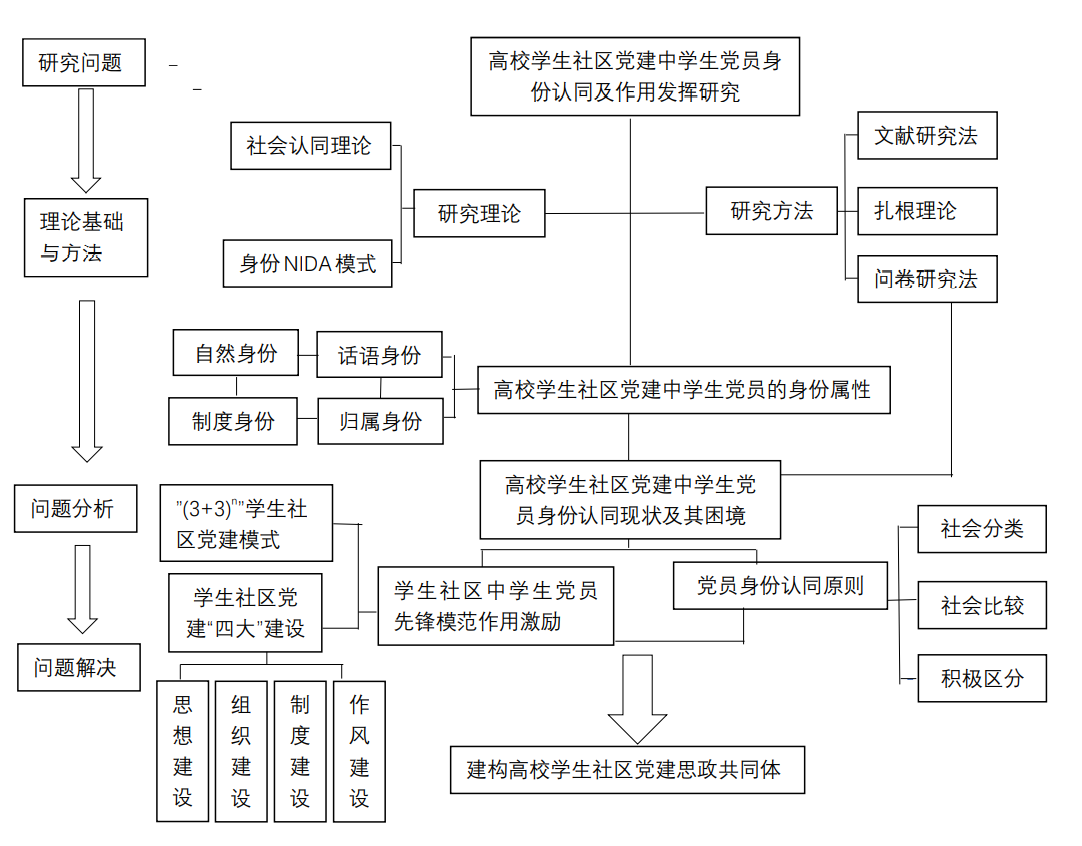 研究问题
高校学生社区党建中学生党员身
份认同及作用发挥研究
社会认同理论
文献研究法
理论基础
与方法
研究理论
研究方法
扎根理论
身份NIDA模式
问卷研究法
自然身份
话语身份
高校学生社区党建中学生党员的身份属性
制度身份
归属身份
问题分析
"(3+3)ⁿ"学生社
区党建模式
高校学生社区党建中学生党
员身份认同现状及其困境
社会分类
学生社区党
建“四大”建设
学生社区中学生党员
先锋模范作用激励
党员身份认同原则
社会比较
问题解决
积极区分
思想建设
组织建设
制度建设
作风建设
建构高校学生社区党建思政共同体